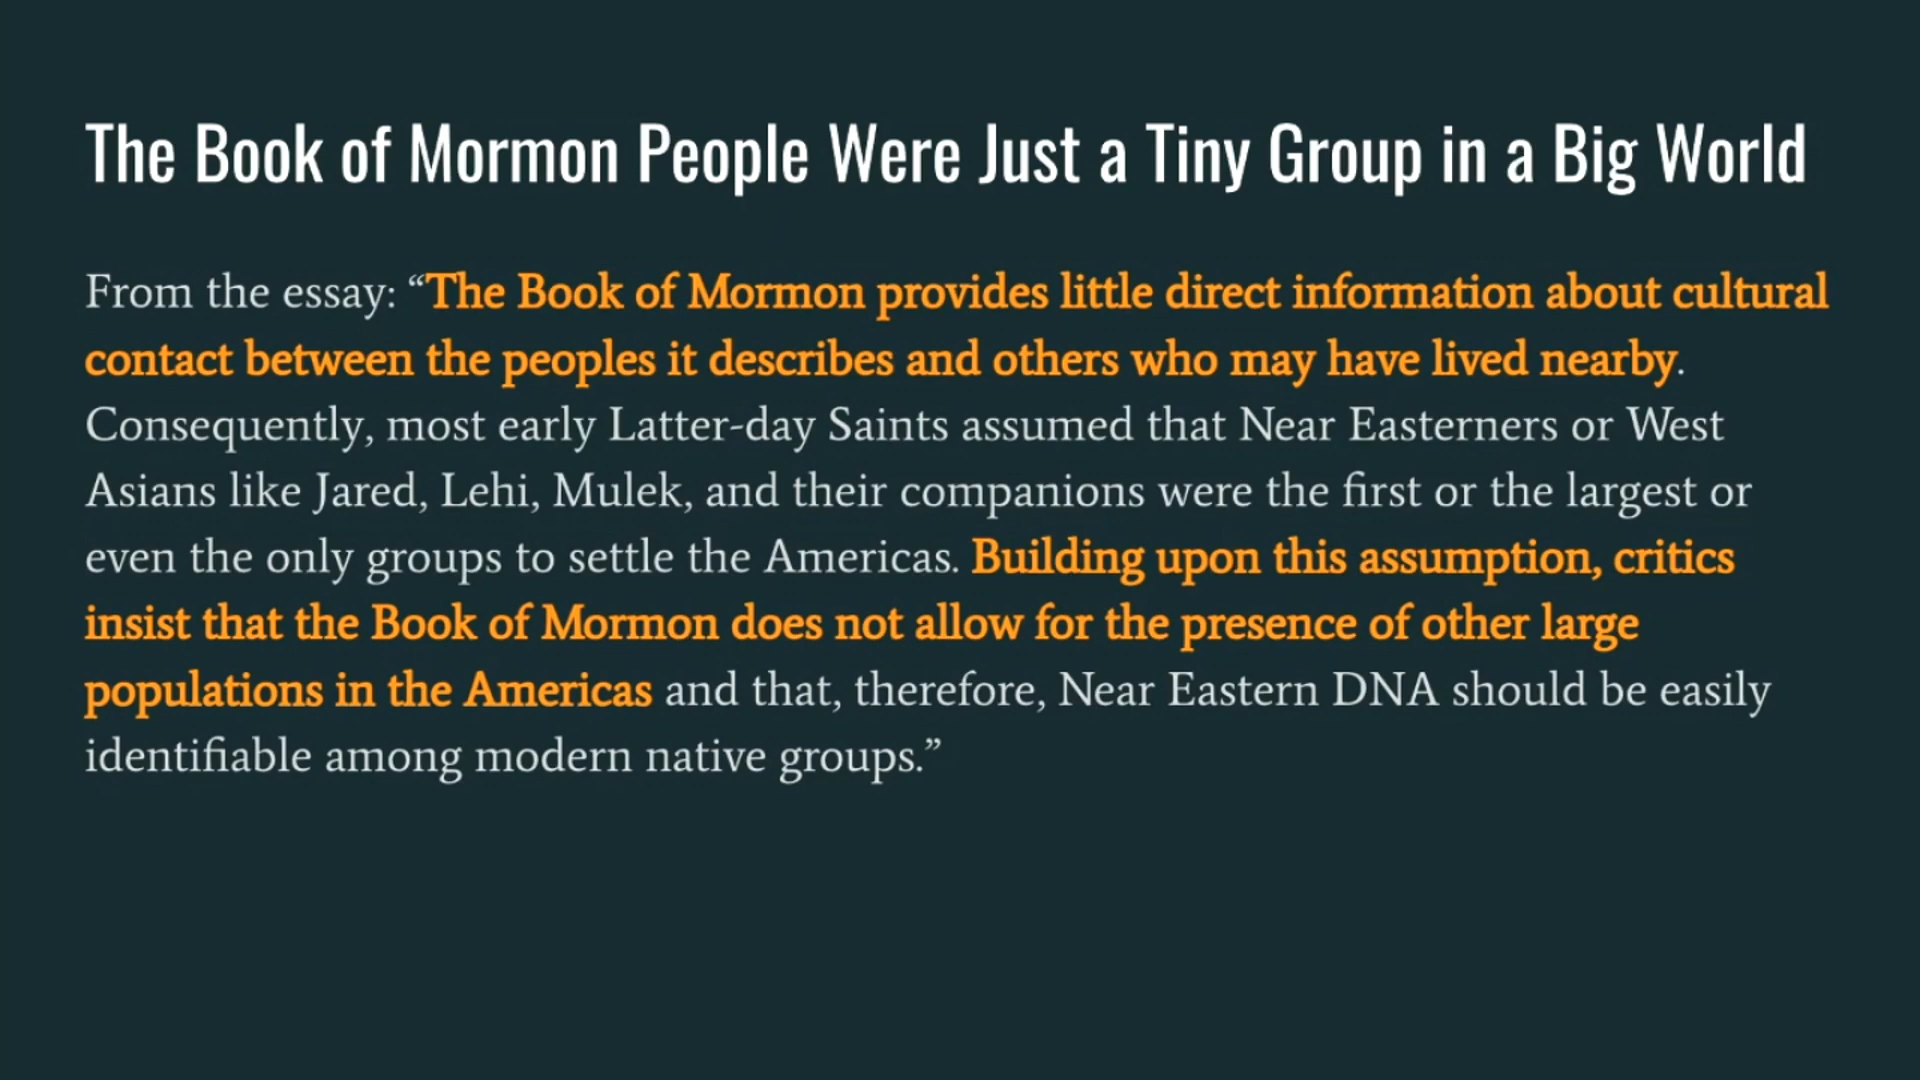 The Book of Mormon People Were Just a Tiny Group in a Big World
From the essay: “The Book of Mormon provides little direct information about cultural
contact between the peoples it describes and others who may have lived nearby.
Consequently, most early Latter-day Saints assumed that Near Easterners or West
Asians like Jared, Lehi, Mulek, and their companions were the first or the largest or
even the only groups to settle the Americas. Building upon this assumption, critics
insist that the Book of Mormon does not allow for the presence of other large
populations in the Americas and that, therefore, Near Eastern DNA should be easily
identifiable among modern native groups.”